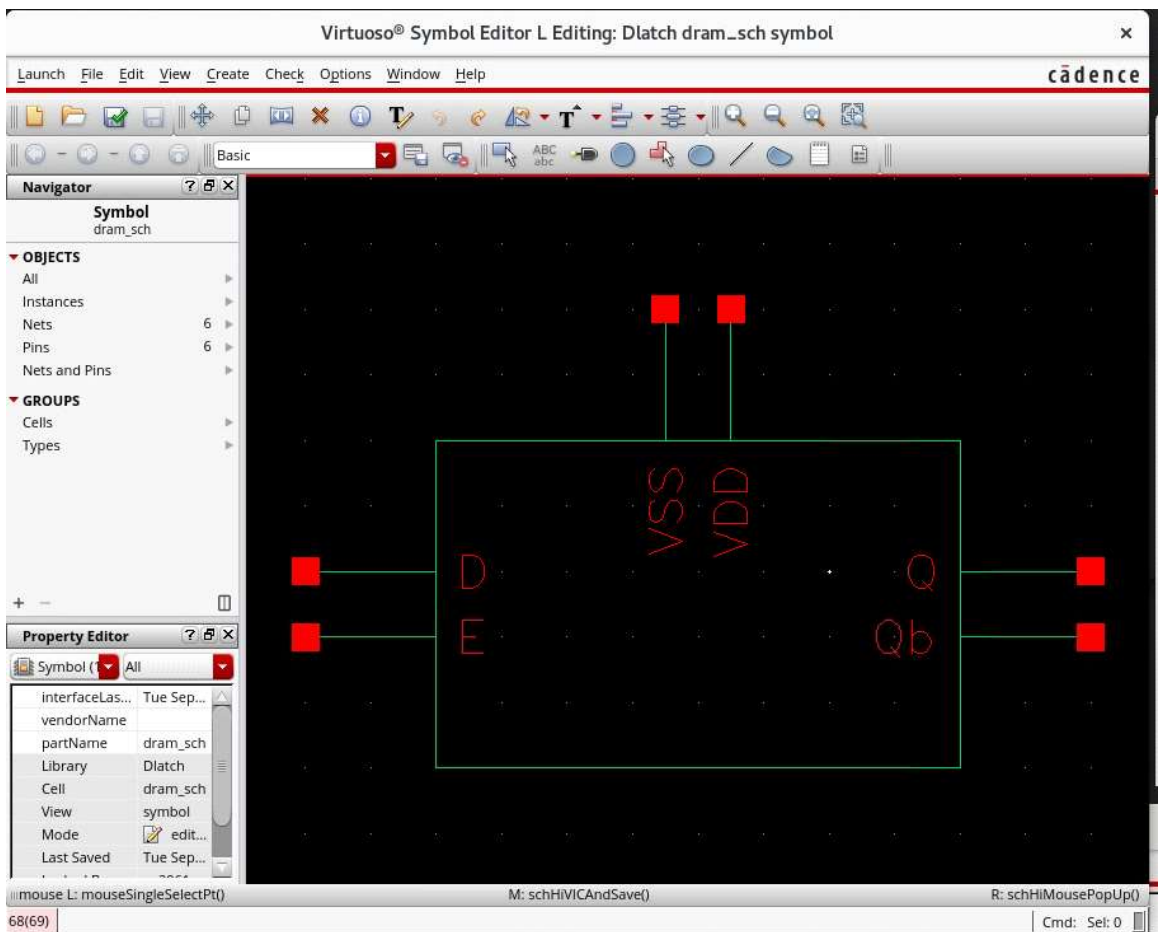 Virtuoso® Symbol Editor L Editing: Dlatch dram_sch symbol ×
Launch File Edit View Create Check Options Window Help cādence
Basic
ABC
abc
Navigator
Symbol
dram_sch
OBJECTS
All
Instances
Nets 6
Pins 6
Nets and Pins
GROUPS
Cells
Types
VSS
VDD
D
E
Q
Qb
Property Editor
Symbol ( All
interfaceLas... Tue Sep...
vendorName
partName dram_sch
Library Dlatch
Cell dram_sch
View symbol
Mode edit...
Last Saved Tue Sep...
mouse L: mouseSingleSelectPt() M: schHiVICAndSave() R: schHiMousePopUp()
68(69) Cmd: Sel: 0